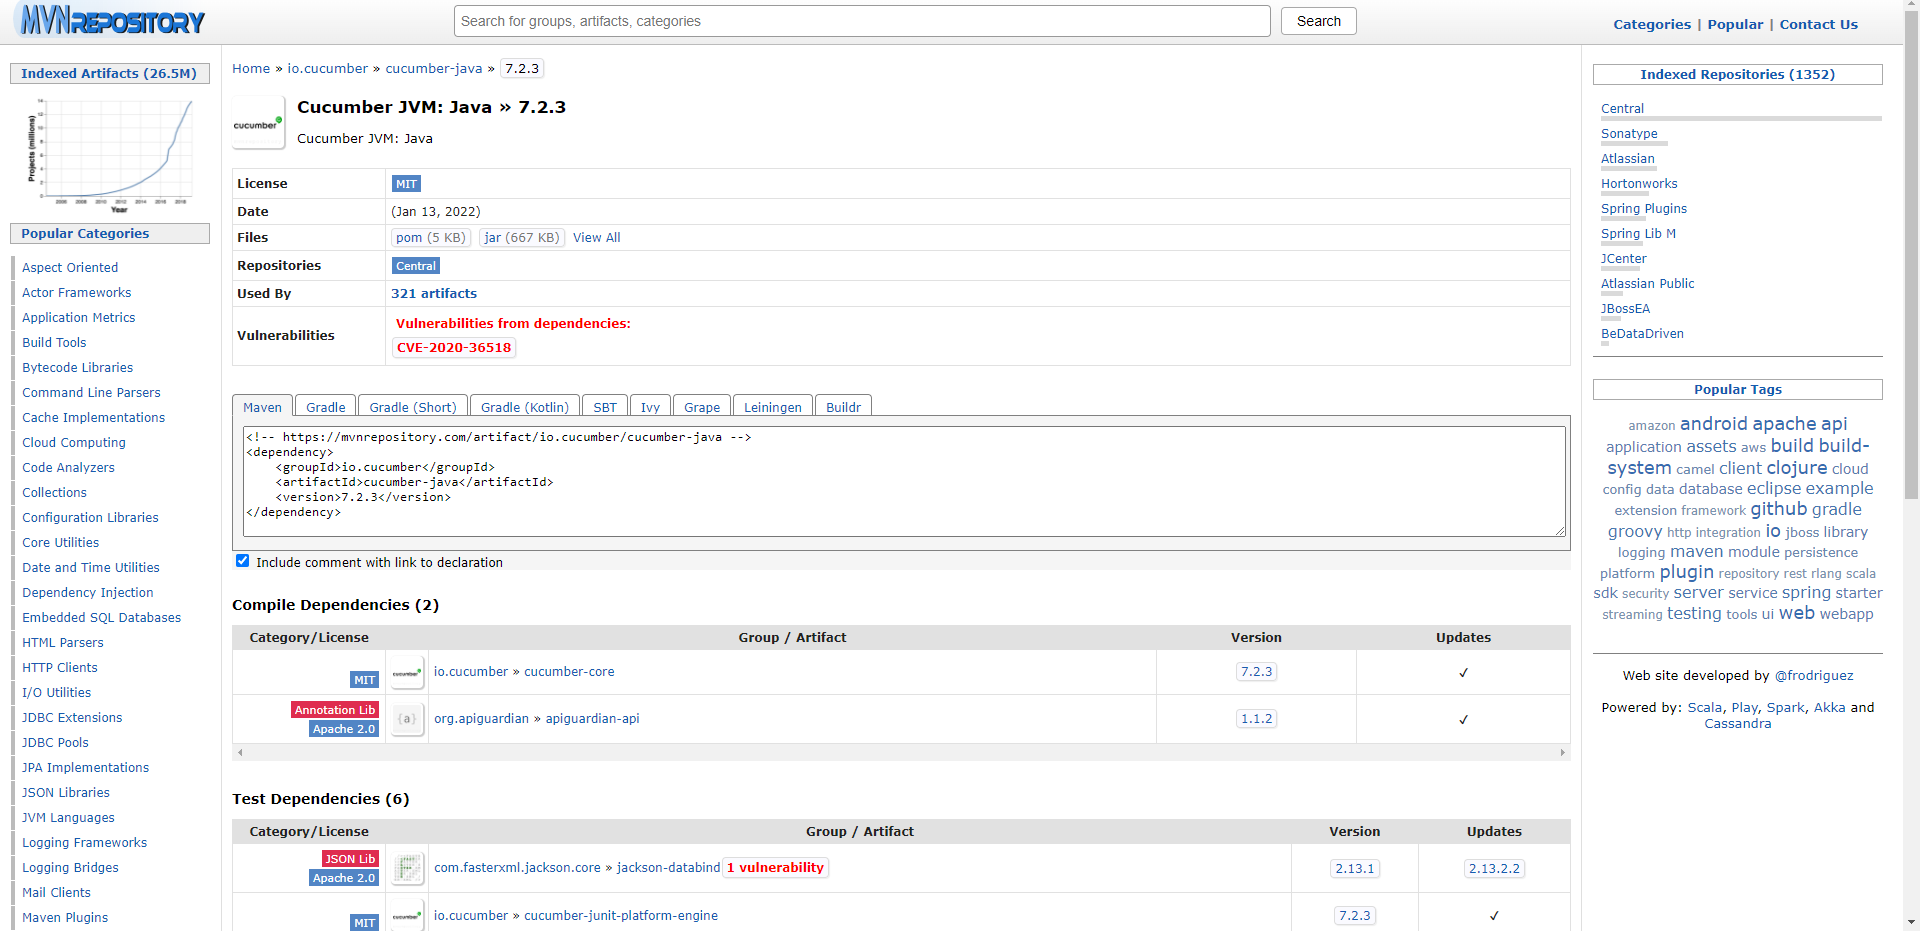 MVNREPOSITORY
Search for groups, artifacts, categories
Search
Categories | Popular | Contact Us
Indexed Artifacts (26.5M)
Projects (millions)
Year
Popular Categories
Aspect Oriented
Actor Frameworks
Application Metrics
Build Tools
Bytecode Libraries
Command Line Parsers
Cache Implementations
Cloud Computing
Code Analyzers
Collections
Configuration Libraries
Core Utilities
Date and Time Utilities
Dependency Injection
Embedded SQL Databases
HTML Parsers
HTTP Clients
I/O Utilities
JDBC Extensions
JDBC Pools
JPA Implementations
JSON Libraries
JVM Languages
Logging Frameworks
Logging Bridges
Mail Clients
Maven Plugins
Home » io.cucumber » cucumber-java » 7.2.3
cucumber
Cucumber JVM: Java » 7.2.3
Cucumber JVM: Java
License MIT
Date (Jan 13, 2022)
Files pom (5 KB) jar (667 KB) View All
Repositories Central
Used By 321 artifacts
Vulnerabilities Vulnerabilities from dependencies:
CVE-2020-36518
Maven Gradle Gradle (Short) Gradle (Kotlin) SBT Ivy Grape Leiningen Buildr
<!-- https://mvnrepository.com/artifact/io.cucumber/cucumber-java -->
<dependency>
    <groupId>io.cucumber</groupId>
    <artifactId>cucumber-java</artifactId>
    <version>7.2.3</version>
</dependency>
Include comment with link to declaration
Compile Dependencies (2)
Category/License Group / Artifact Version Updates
MIT cucumber io.cucumber » cucumber-core 7.2.3 ✓
Annotation Lib
Apache 2.0 {a} org.apiguardian » apiguardian-api 1.1.2 ✓
Test Dependencies (6)
Category/License Group / Artifact Version Updates
JSON Lib
Apache 2.0 com.fasterxml.jackson.core » jackson-databind 1 vulnerability 2.13.1 2.13.2.2
MIT cucumber io.cucumber » cucumber-junit-platform-engine 7.2.3 ✓
Indexed Repositories (1352)
Central
Sonatype
Atlassian
Hortonworks
Spring Plugins
Spring Lib M
JCenter
Atlassian Public
JBossEA
BeDataDriven
Popular Tags
amazon android apache api
application assets aws build build-
system camel client clojure cloud
config data database eclipse example
extension framework github gradle
groovy http integration io jboss library
logging maven module persistence
platform plugin repository rest rlang scala
sdk security server service spring starter
streaming testing tools ui web webapp
Web site developed by @frodriguez
Powered by: Scala, Play, Spark, Akka and
Cassandra